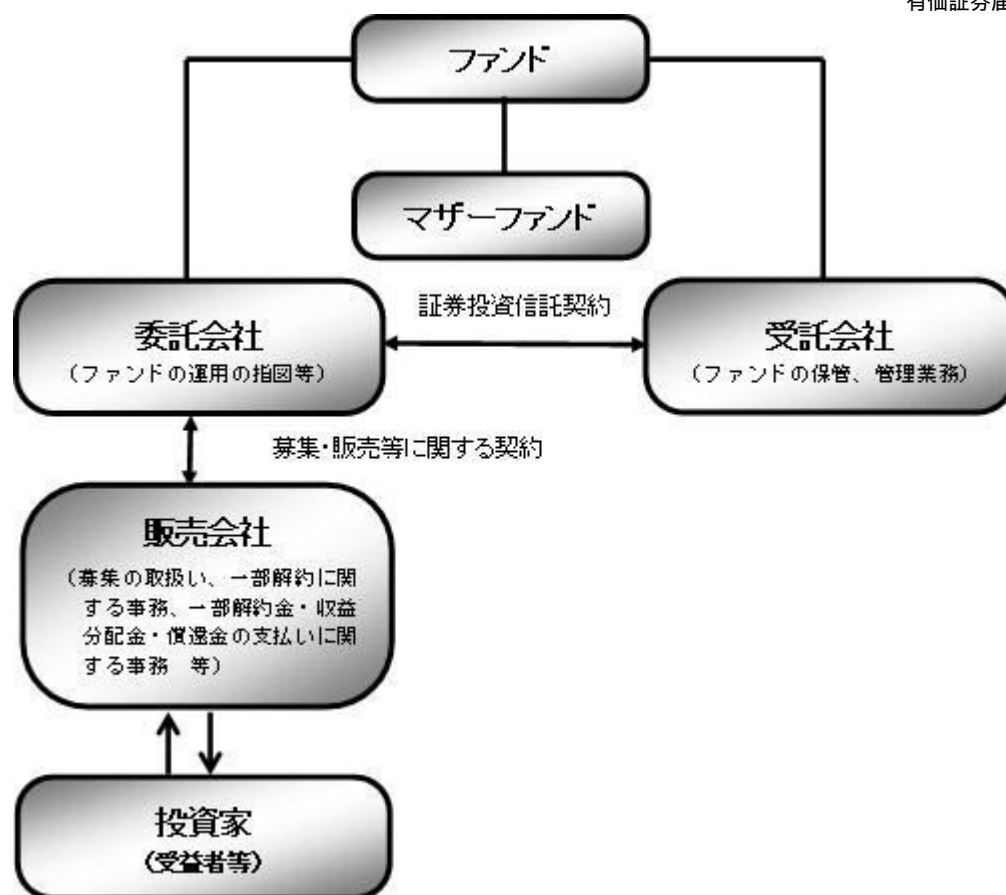 有価証券届
ファンド
マザーファンド
証券投資信託契約
委託会社
（ファンドの運用の指図等）
受託会社
（ファンドの保管、管理業務）
募集・販売等に関する契約
販売会社
（募集の取扱い、一部解約に関
する事務、一部解約金・収益
分配金・償還金の支払いに関
する事務　等）
投資家
（受益者等）